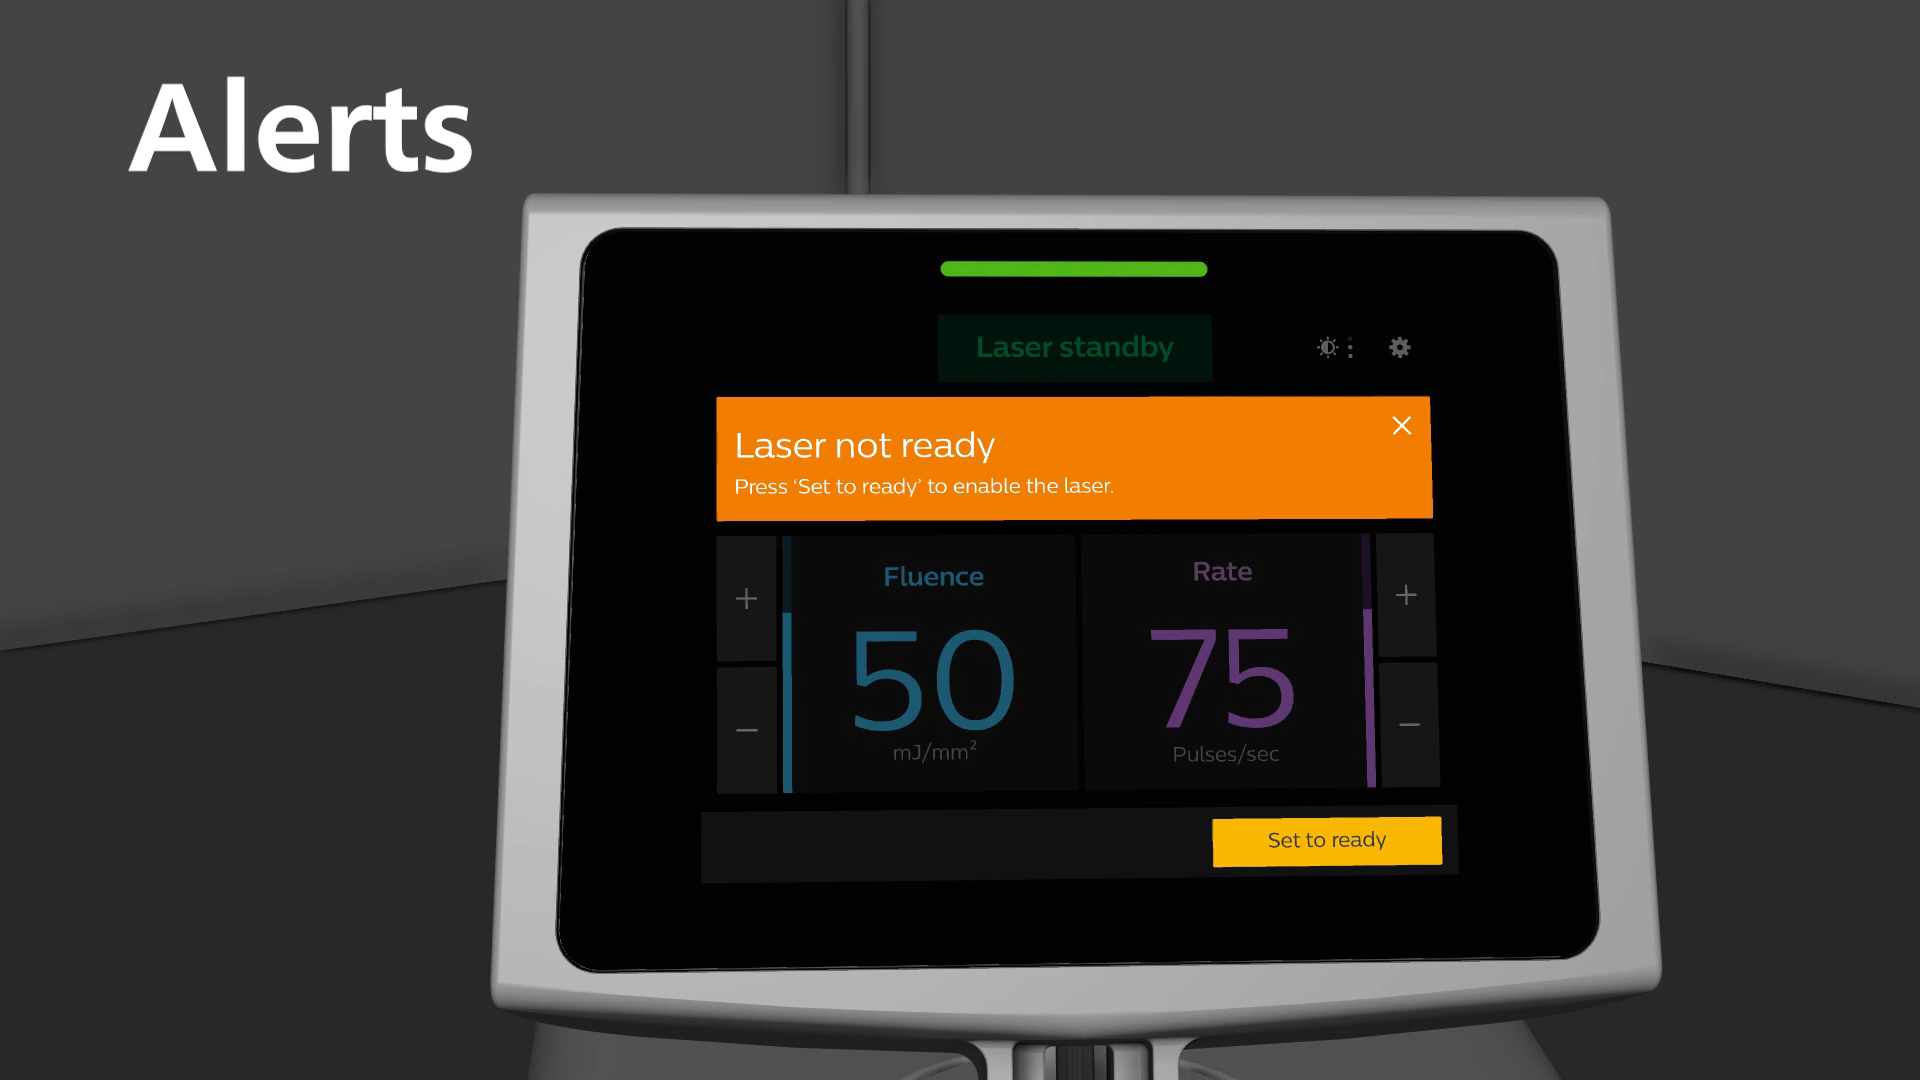 Alerts
Laser standby
Laser not ready
Press ‘Set to ready’ to enable the laser.
Fluence
50
mJ/mm²
Rate
75
Pulses/sec
Set to ready